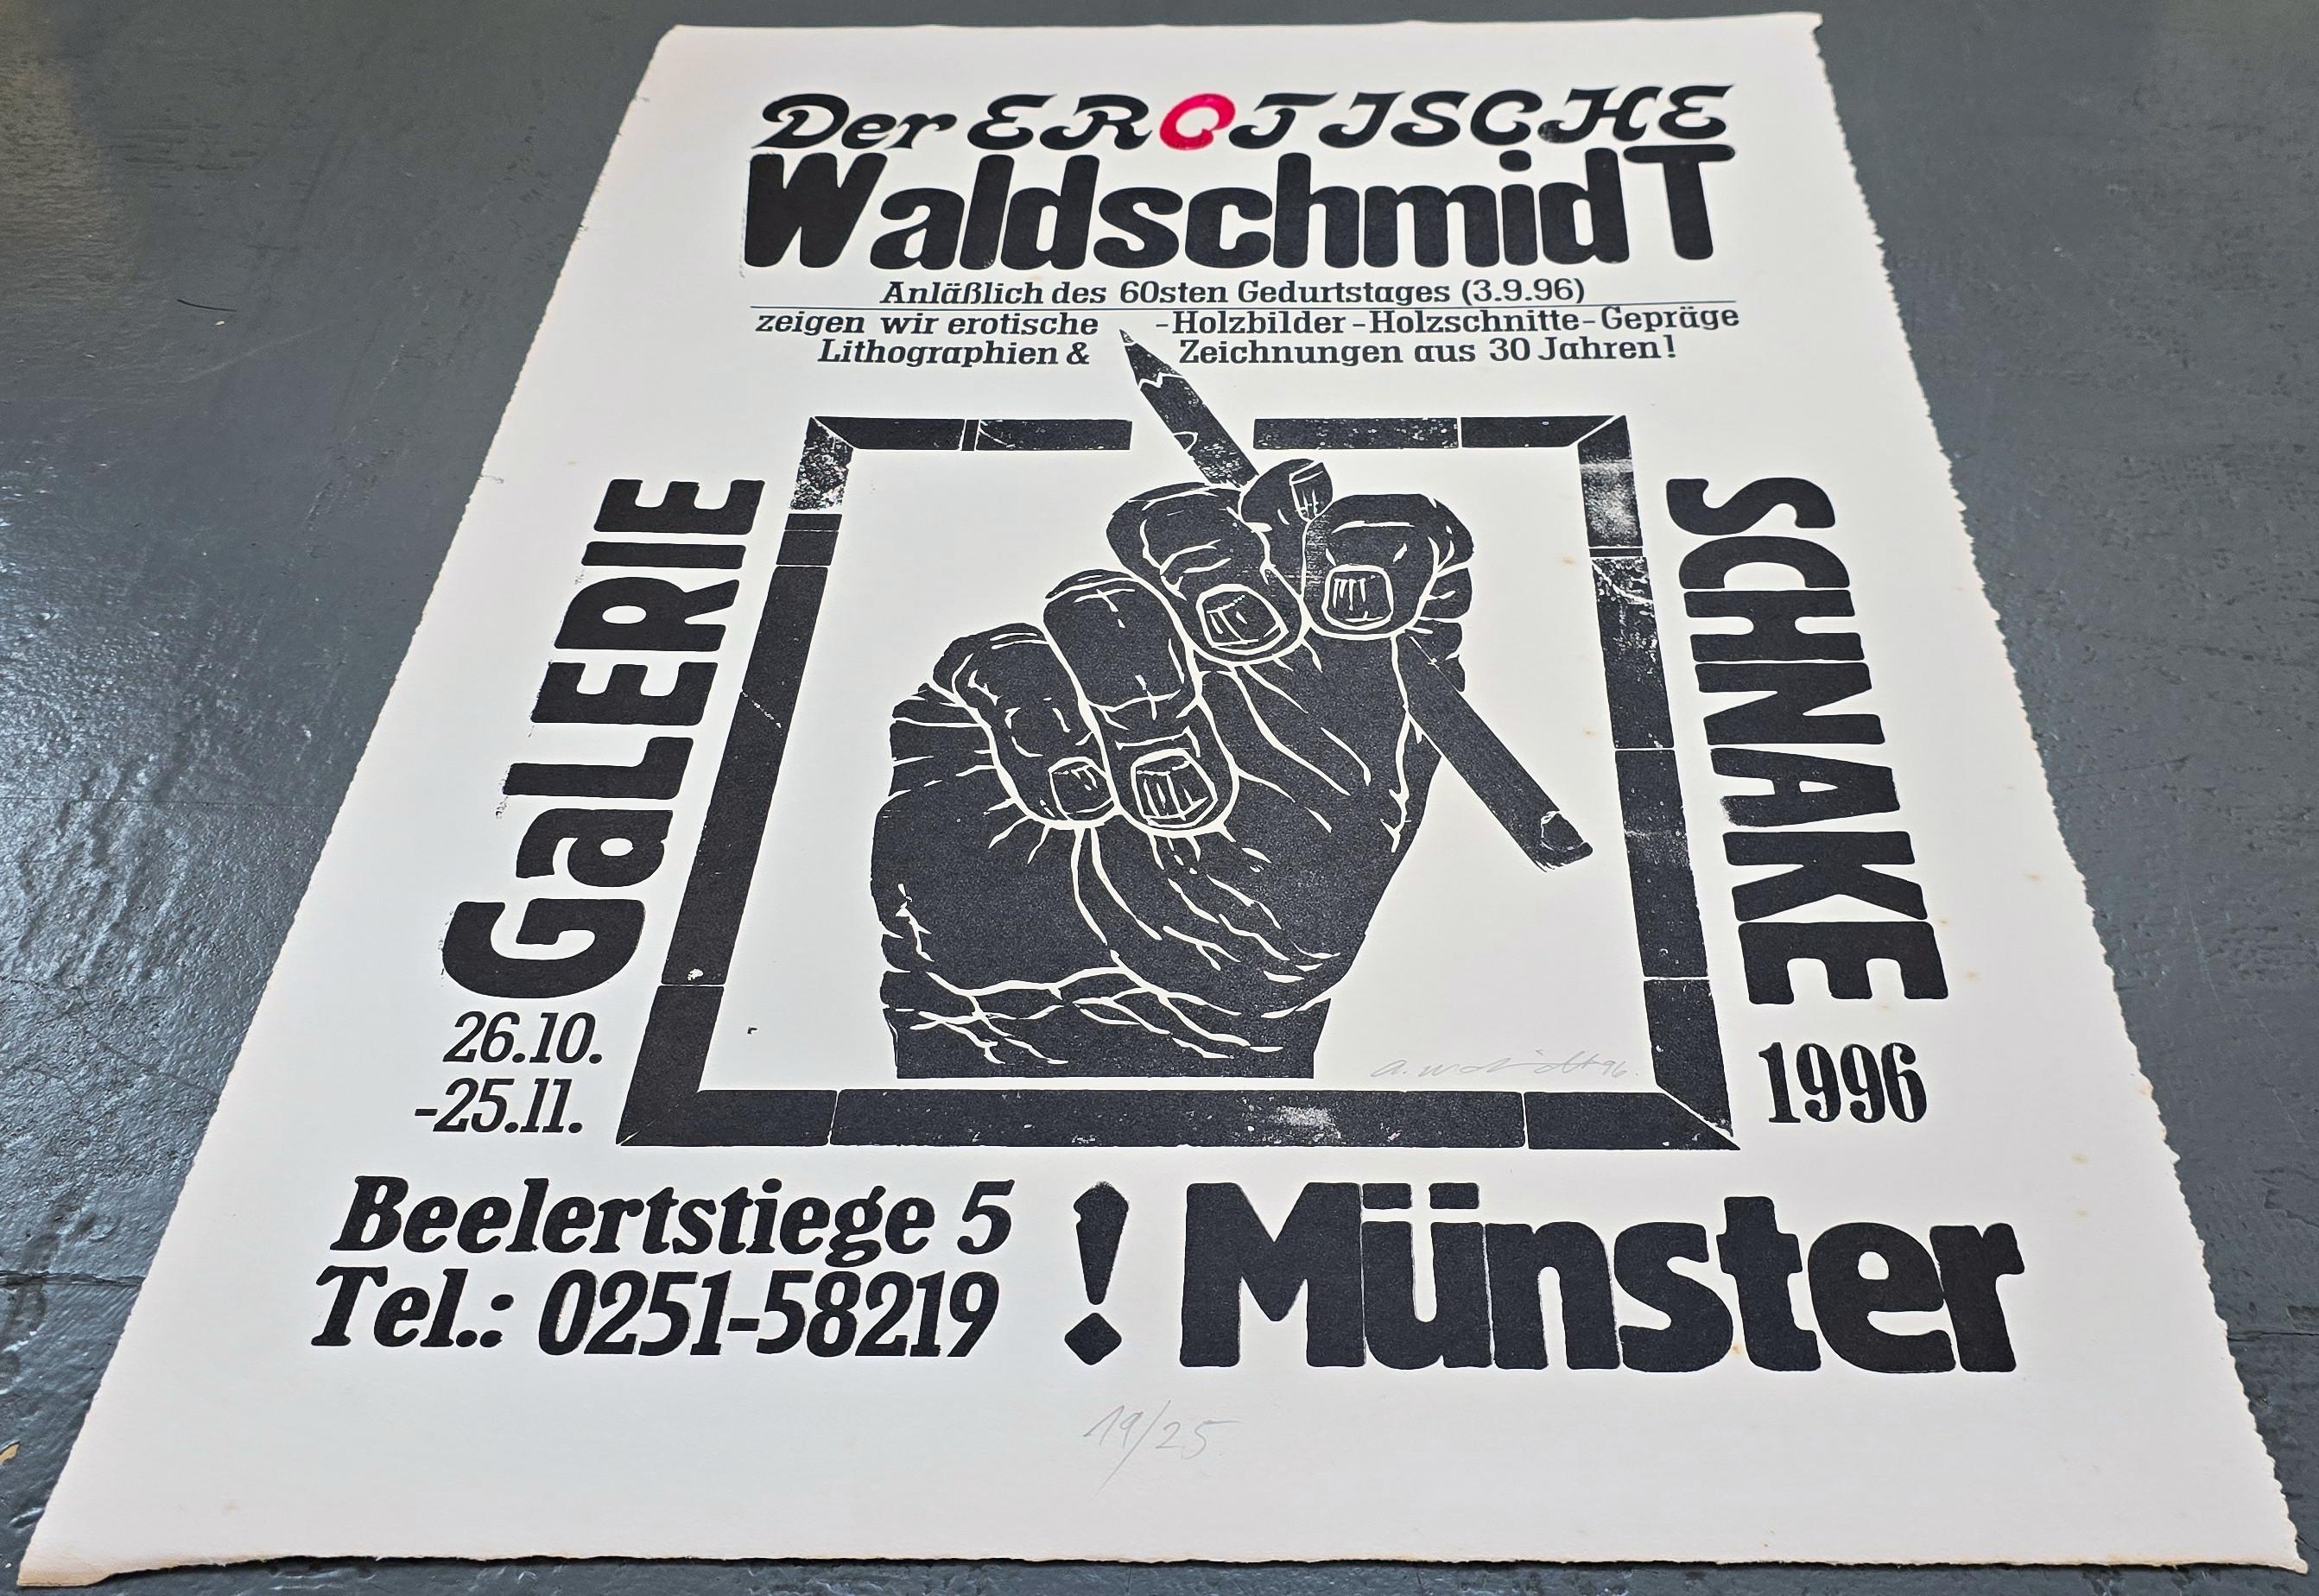 Der EROTISCHE
WaldschmidT
Anläßlich des 60sten Gedurtstages (3.9.96)
zeigen wir erotische -Holzbilder-Holzschnitte-Gepräge
Lithographien & Zeichnungen aus 30 Jahren!
GaLERIE
SCHNAKE
26.10.
-25.11.
1996
Beelertstiege 5
Tel.: 0251-58219
! Münster
19/25